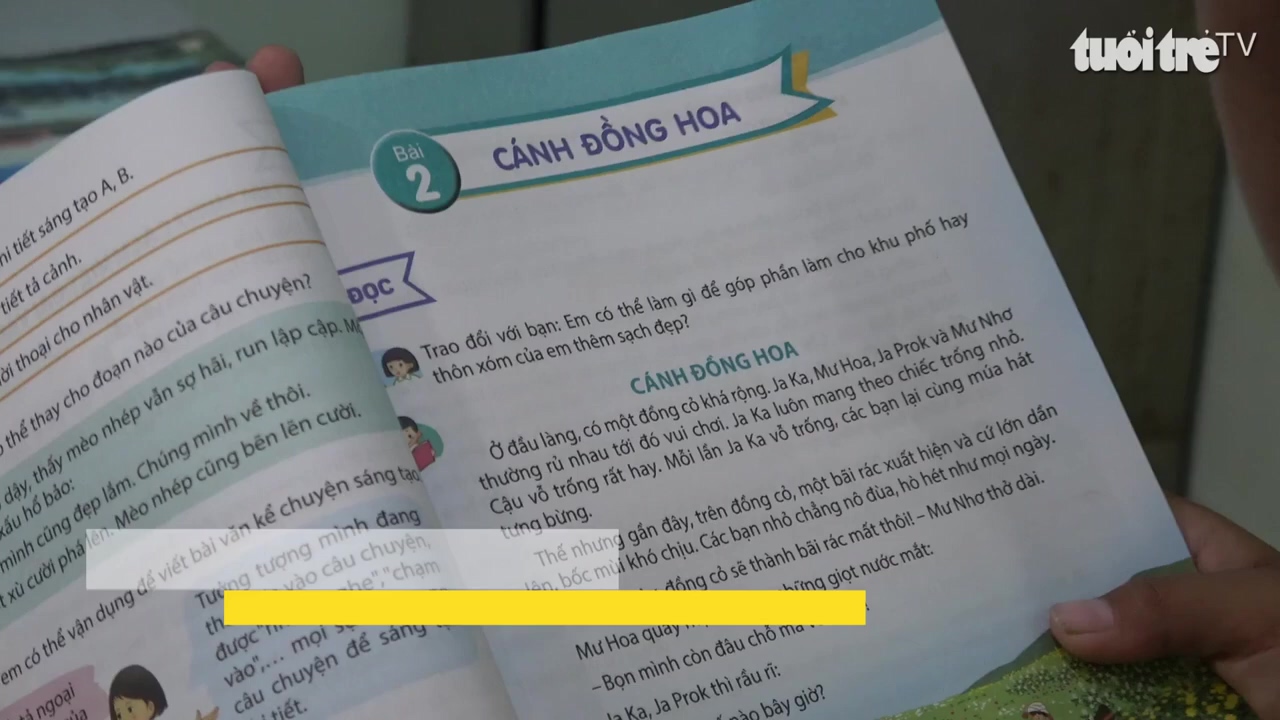 tuổi trẻ TV
ni tiết sáng tạo A, B.
tiết tả cảnh.
ời thoại cho nhân vật.
thể thay cho đoạn nào của câu chuyện?
dậy, thấy mèo nhép vẫn sợ hãi, run lập cập.
xấu hổ bảo:
mình cũng đẹp lắm. Chúng mình về thôi.
t xù cười phá lên. Mèo nhép cũng bẽn lẽn cười.
em có thể vận dụng để viết bài văn kể chuyện sáng tạo
Tưởng tượng mình đang
vào câu chuyện,
được "chạm
vào",... mọi
câu chuyện để sáng
tiết.
ả ngoại
của
Bài
2
CÁNH ĐỒNG HOA
ĐỌC
Trao đổi với bạn: Em có thể làm gì để góp phần làm cho khu phố hay
thôn xóm của em thêm sạch đẹp?
CÁNH ĐỒNG HOA
Ở đầu làng, có một đồng cỏ khá rộng. Ja Ka, Mư Hoa, Ja Prok và Mư Nhơ
thường rủ nhau tới đó vui chơi. Ja Ka luôn mang theo chiếc trống nhỏ.
Cậu vỗ trống rất hay. Mỗi lần Ja Ka vỗ trống, các bạn lại cùng múa hát
tưng bừng.
Thế nhưng gần đây, trên đồng cỏ, một bãi rác xuất hiện và cứ lớn dần
lên, bốc mùi khó chịu. Các bạn nhỏ chẳng nô đùa, hò hét như mọi ngày.
đồng cỏ sẽ thành bãi rác mất thôi! – Mư Nhơ thở dài.
Mư Hoa quay những giọt nước mắt:
– Bọn mình còn đâu chỗ mà
Ja Ka, Ja Prok thì rầu rĩ:
nào bây giờ?